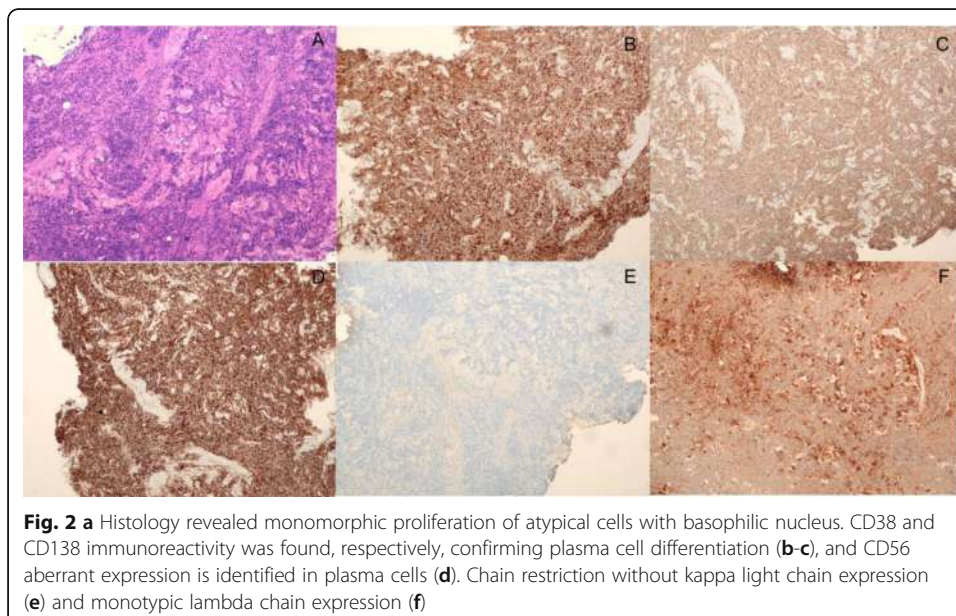 A
B
C
D
E
F
Fig. 2 a Histology revealed monomorphic proliferation of atypical cells with basophilic nucleus. CD38 and
CD138 immunoreactivity was found, respectively, confirming plasma cell differentiation (b-c), and CD56
aberrant expression is identified in plasma cells (d). Chain restriction without kappa light chain expression
(e) and monotypic lambda chain expression (f)